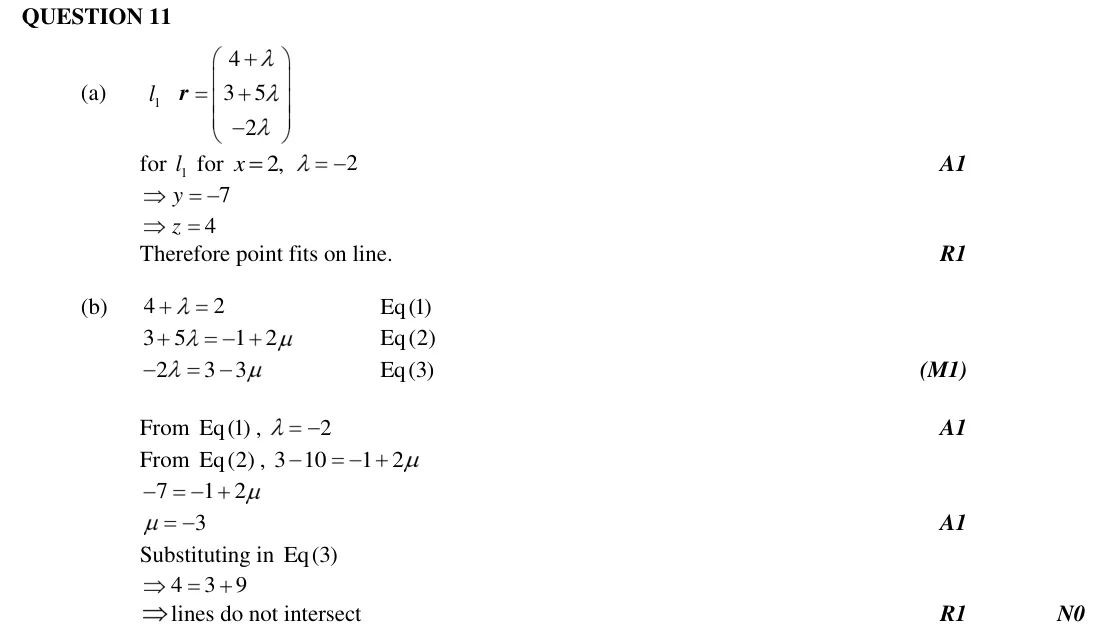 QUESTION 11
(a) l₁ r = (4 + λ
3 + 5λ
−2λ)
for l₁ for x = 2, λ = −2 A1
⇒ y = −7
⇒ z = 4
Therefore point fits on line. R1
(b) 4 + λ = 2 Eq(1)
3 + 5λ = −1 + 2μ Eq(2)
−2λ = 3 − 3μ Eq(3) (M1)
From Eq(1) , λ = −2 A1
From Eq(2) , 3 − 10 = −1 + 2μ
−7 = −1 + 2μ
μ = −3 A1
Substituting in Eq(3)
⇒ 4 = 3 + 9
⇒ lines do not intersect R1 N0